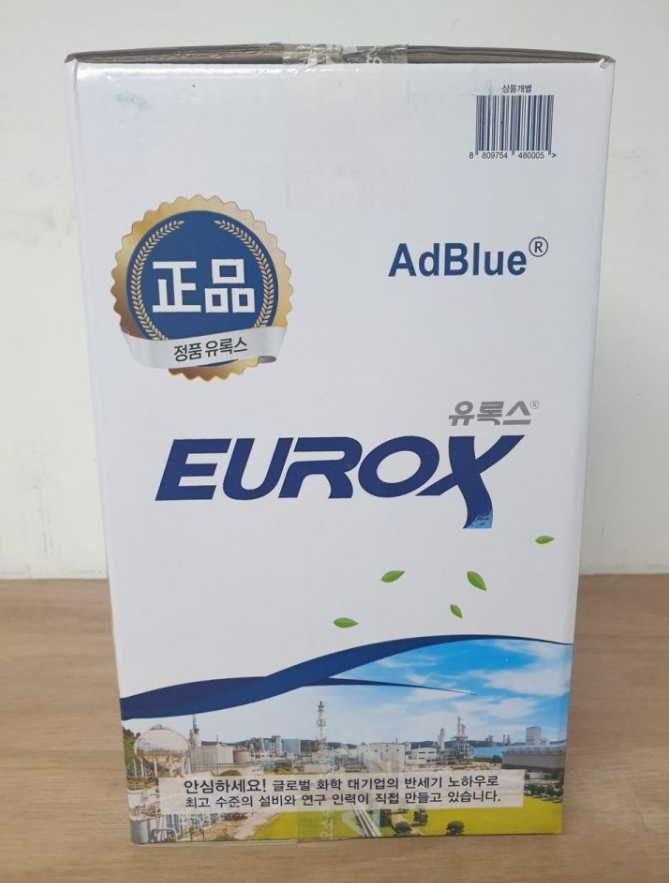 상품개별
8 809754 480005 >
AdBlue®
正品
정품 유록스
유록스®
EUROX
안심하세요! 글로벌 화학 대기업의 반세기 노하우로
최고 수준의 설비와 연구 인력이 직접 만들고 있습니다.